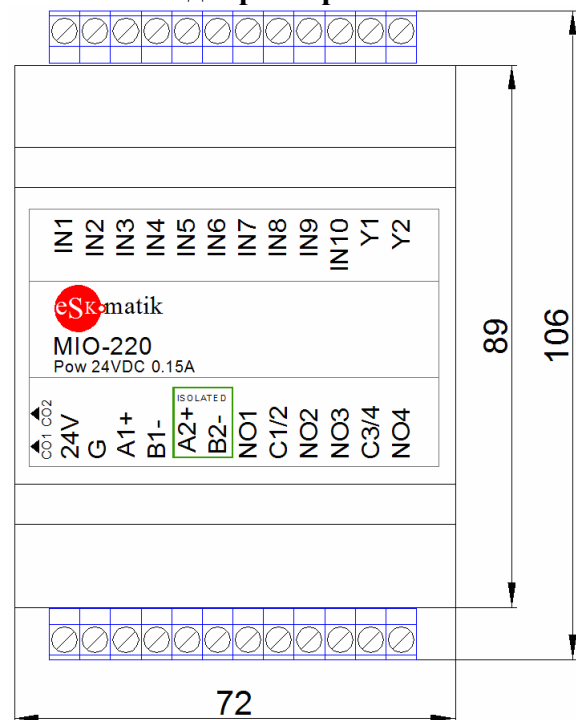 IN1 IN2 IN3 IN4 IN5 IN6 IN7 IN8 IN9 IN10 Y1 Y2
eSK matik
MIO-220
Pow 24VDC 0.15A
ISOLATED
CO1 CO2
24V G A1+ B1- A2+ B2- NO1 C1/2 NO2 NO3 C3/4 NO4
89
106
72